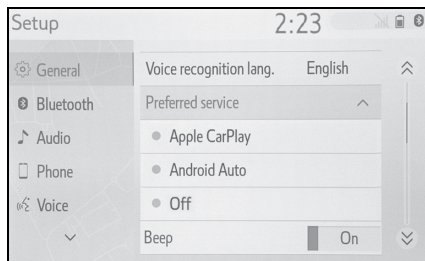 Setup 2:23
General
Bluetooth
Audio
Phone
Voice
Voice recognition lang. English
Preferred service
Apple CarPlay
Android Auto
Off
Beep On